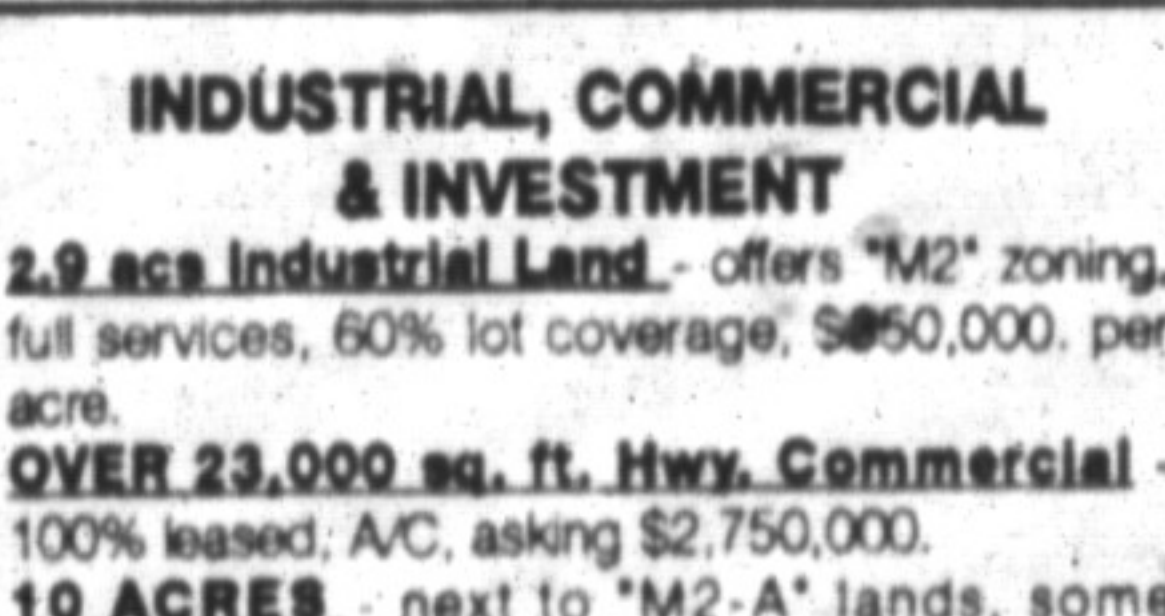 INDUSTRIAL, COMMERCIAL
& INVESTMENT
2.9 acs Industrial Land - offers "M2" zoning,
full services, 60% lot coverage, per
acre.
OVER 23,000 sq. ft. Hwy. Commercial -
100% leased, A/C, asking $2,750,000.
10 ACRES - next to "M2-A" lands, some